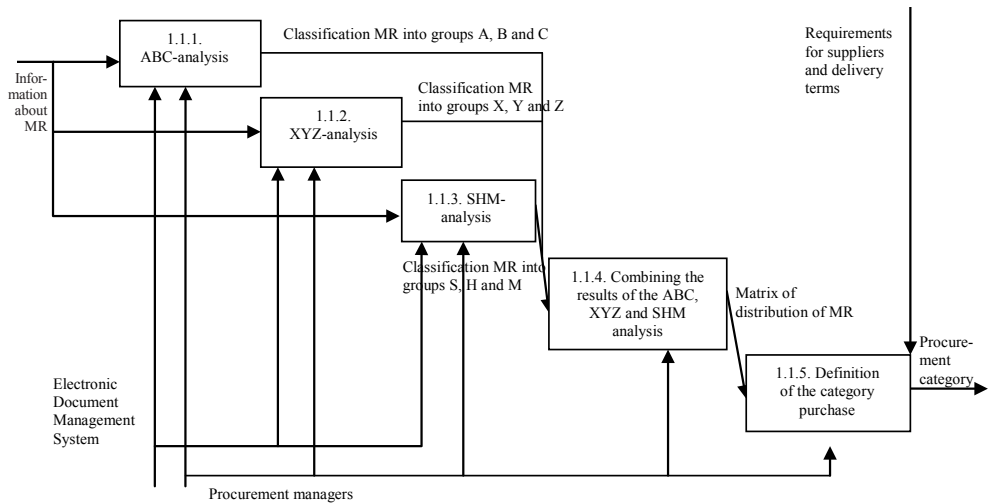 1.1.1.
ABC-analysis
Classification MR into groups A, B and C
Requirements
for suppliers
and delivery
terms
Infor-
mation
about
MR
Classification MR
into groups X, Y and Z
1.1.2.
XYZ-analysis
1.1.3. SHM-
analysis
Classification MR into
groups S, H and M
1.1.4. Combining the
results of the ABC,
XYZ and SHM
analysis
Matrix of
distribution of MR
Procure-
ment
category
1.1.5. Definition
of the category
purchase
Electronic
Document
Management
System
Procurement managers